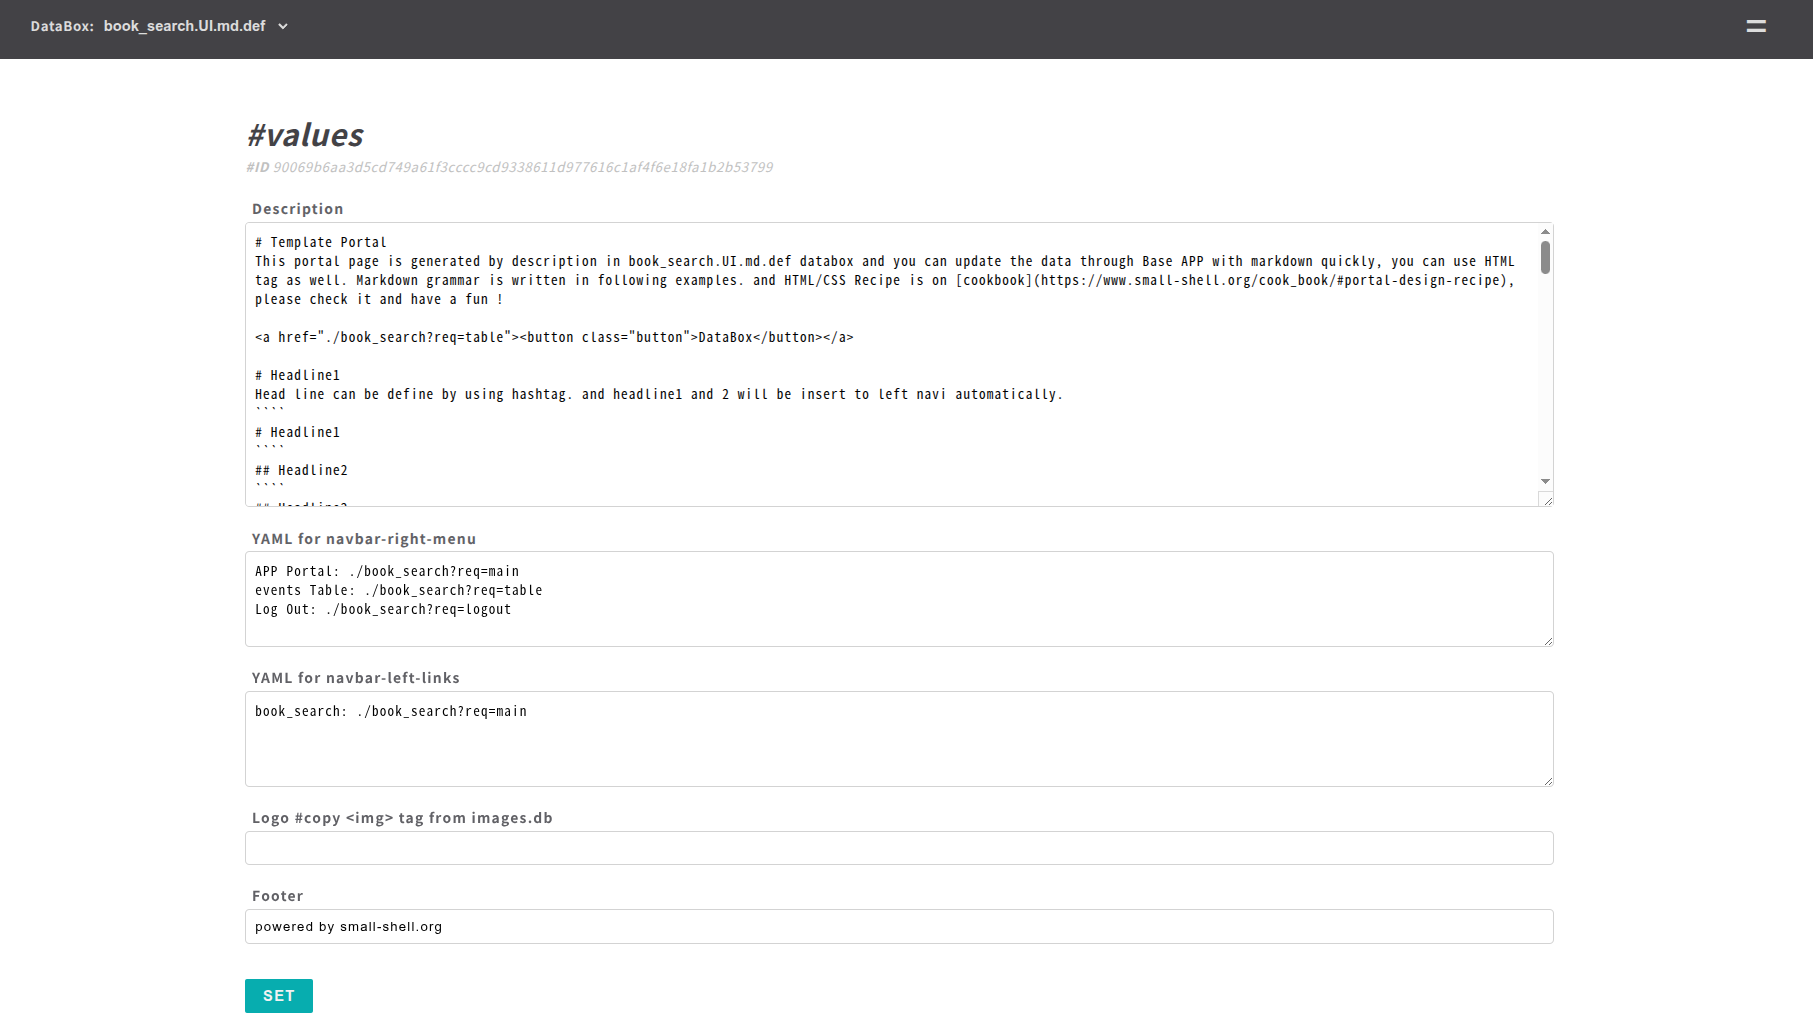 DataBox: book_search.UI.md.def
#values
#ID 90069b6aa3d5cd749a61f3cccc9cd9338611d977616c1af4f6e18fa1b2b53799
Description
# Template Portal
This portal page is generated by description in book_search.UI.md.def databox and you can update the data through Base APP with markdown quickly, you can use HTML
tag as well. Markdown grammar is written in following examples. and HTML/CSS Recipe is on [cookbook](https://www.small-shell.org/cook_book/#portal-design-recipe),
please check it and have a fun !
<a href="./book_search?req=table"><button class="button">DataBox</button></a>
# Headline1
Head line can be define by using hashtag. and headline1 and 2 will be insert to left navi automatically.
````
# Headline1
````
## Headline2
````
## Headline2
YAML for navbar-right-menu
APP Portal: ./book_search?req=main
events Table: ./book_search?req=table
Log Out: ./book_search?req=logout
YAML for navbar-left-links
book_search: ./book_search?req=main
Logo #copy <img> tag from images.db
Footer
powered by small-shell.org
SET